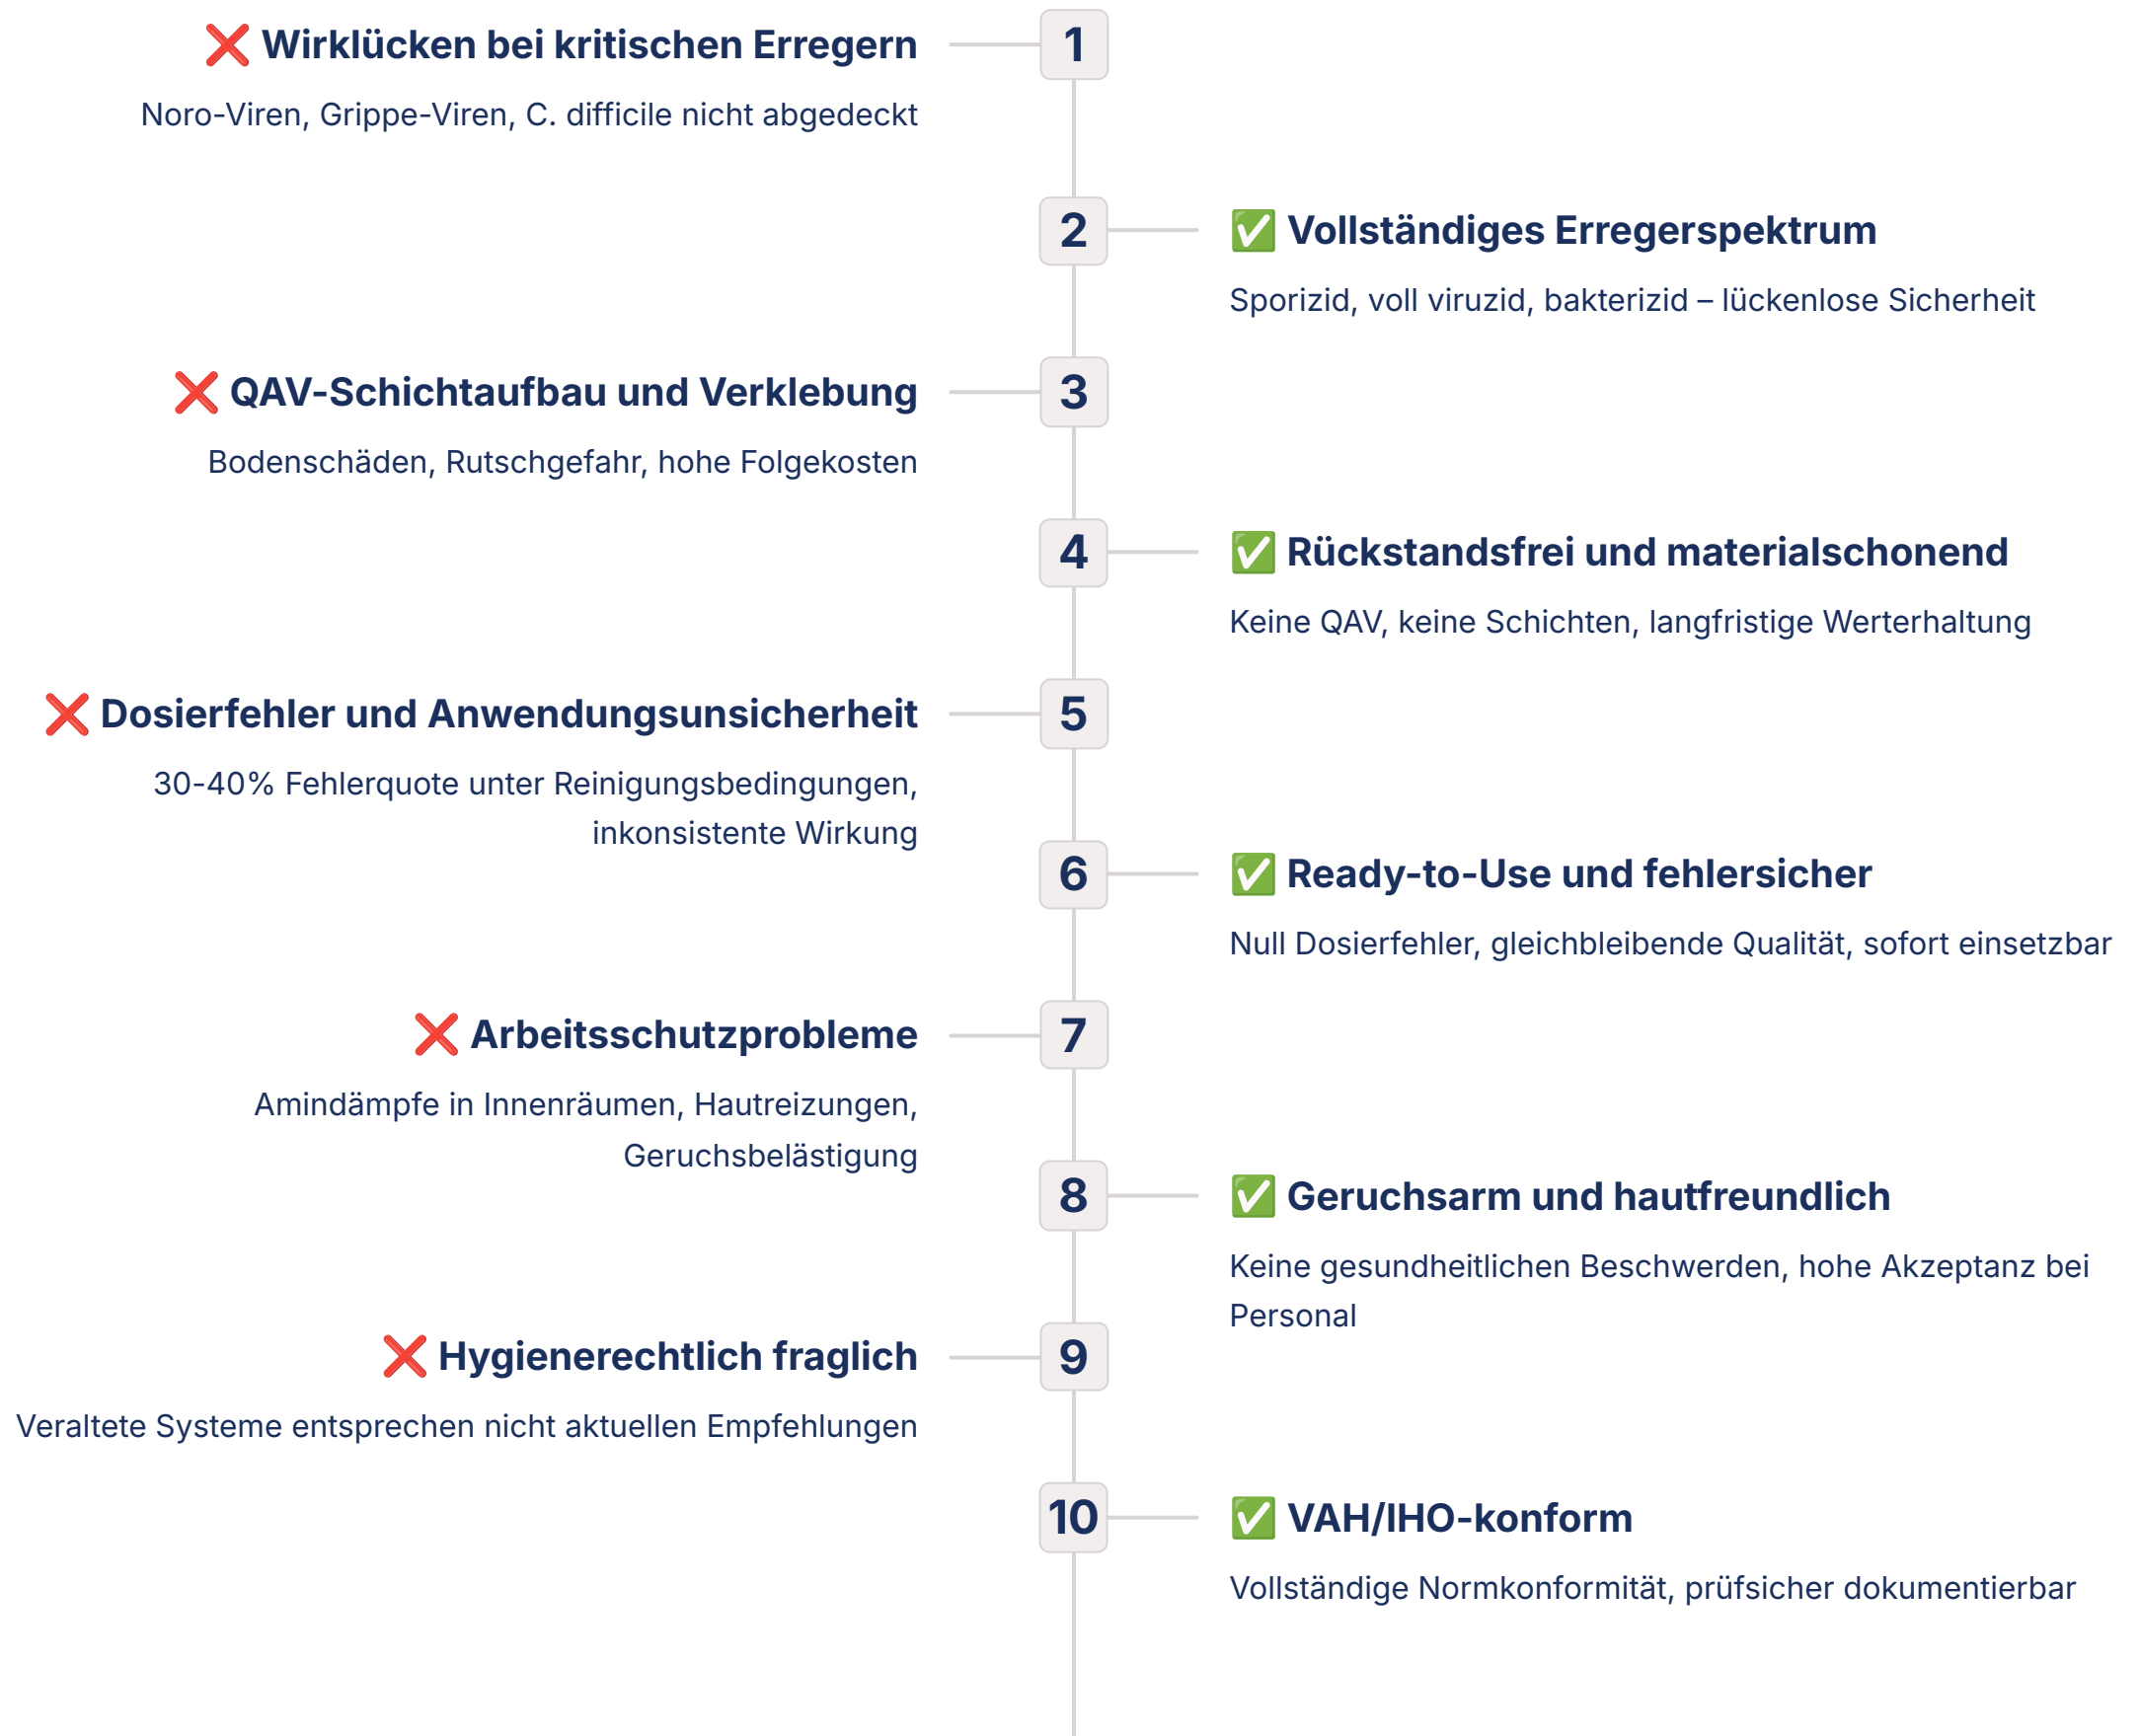 ❌ Wirklücken bei kritischen Erregern
1
Noro-Viren, Grippe-Viren, C. difficile nicht abgedeckt
2
✅ Vollständiges Erregerspektrum
Sporizid, voll viruzid, bakterizid – lückenlose Sicherheit
❌ QAV-Schichtaufbau und Verklebung
3
Bodenschäden, Rutschgefahr, hohe Folgekosten
4
✅ Rückstandsfrei und materialschonend
Keine QAV, keine Schichten, langfristige Werterhaltung
❌ Dosierfehler und Anwendungsunsicherheit
5
30-40% Fehlerquote unter Reinigungsbedingungen,
inkonsistente Wirkung
6
✅ Ready-to-Use und fehlersicher
Null Dosierfehler, gleichbleibende Qualität, sofort einsetzbar
❌ Arbeitsschutzprobleme
7
Amindämpfe in Innenräumen, Hautreizungen,
Geruchsbelästigung
8
✅ Geruchsarm und hautfreundlich
Keine gesundheitlichen Beschwerden, hohe Akzeptanz bei
Personal
❌ Hygienerechtlich fraglich
9
Veraltete Systeme entsprechen nicht aktuellen Empfehlungen
10
✅ VAH/IHO-konform
Vollständige Normkonformität, prüfsicher dokumentierbar